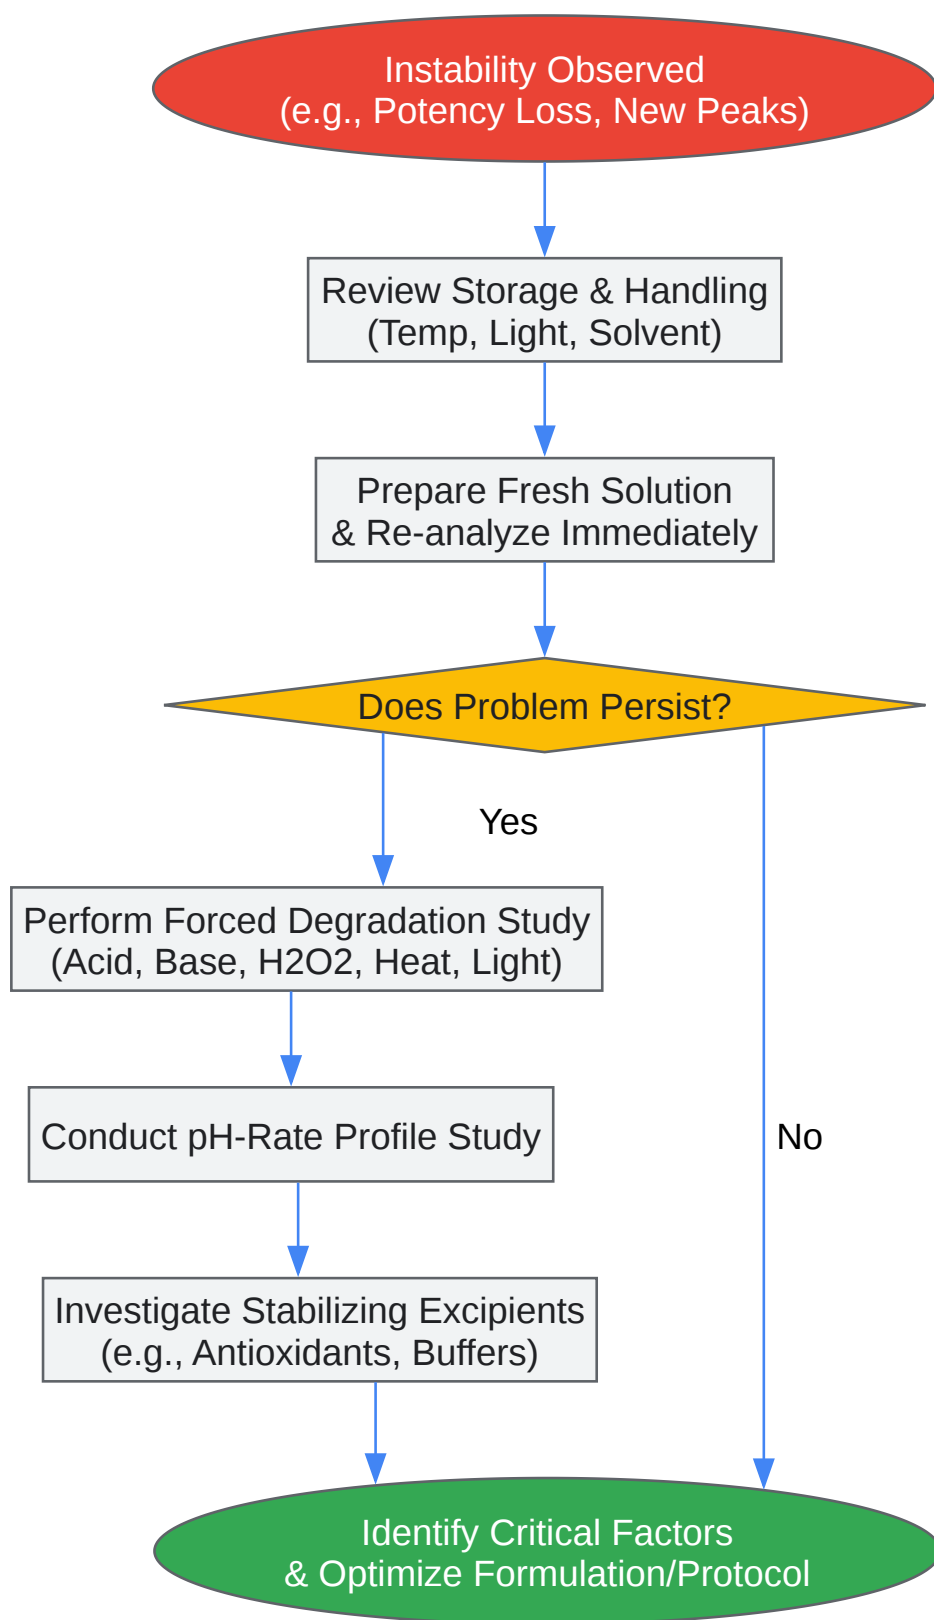 Instability Observed
(e.g., Potency Loss, New Peaks)
Review Storage & Handling
(Temp, Light, Solvent)
Prepare Fresh Solution
& Re-analyze Immediately
Does Problem Persist?
Yes
Perform Forced Degradation Study
(Acid, Base, H2O2, Heat, Light)
Conduct pH-Rate Profile Study
No
Investigate Stabilizing Excipients
(e.g., Antioxidants, Buffers)
Identify Critical Factors
& Optimize Formulation/Protocol